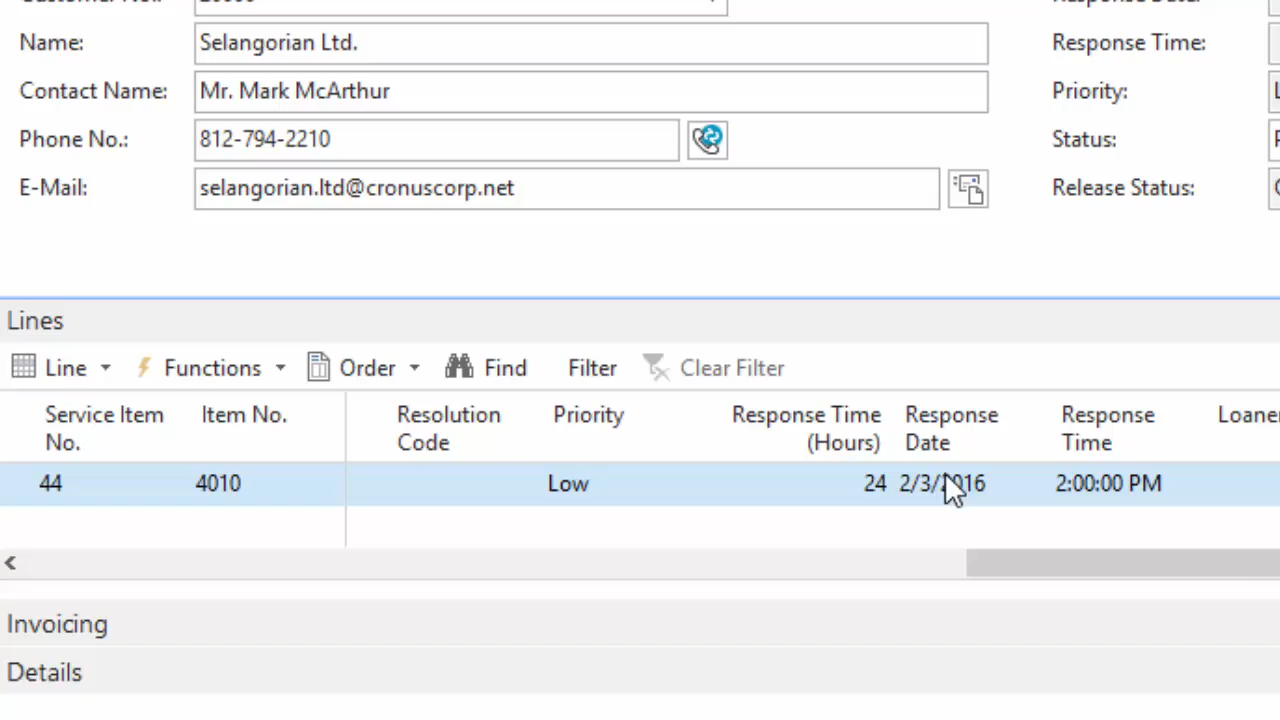 Name: Selangorian Ltd. Response Time:
Contact Name: Mr. Mark McArthur Priority:
Phone No.: 812-794-2210 Status:
E-Mail: selangorian.ltd@cronuscorp.net Release Status:
Lines
Line Functions Order Find Filter Clear Filter
Service Item No. Item No. Resolution Code Priority Response Time (Hours) Response Date Response Time
44 4010 Low 24 2/3/2016 2:00:00 PM
Invoicing
Details